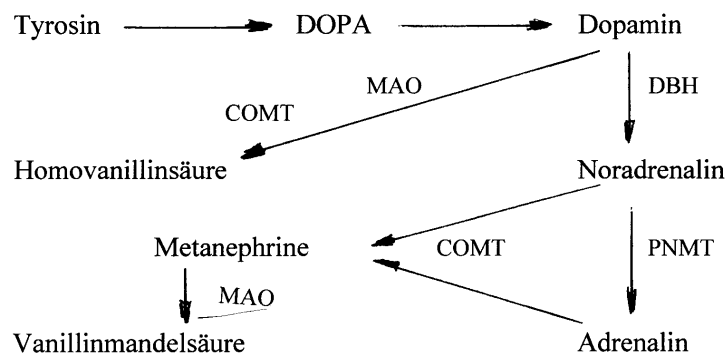 Tyrosin DOPA Dopamin
MAO DBH
COMT
Homovanillinsäure Noradrenalin
Metanephrine COMT PNMT
MAO
Vanillinmandelsäure Adrenalin